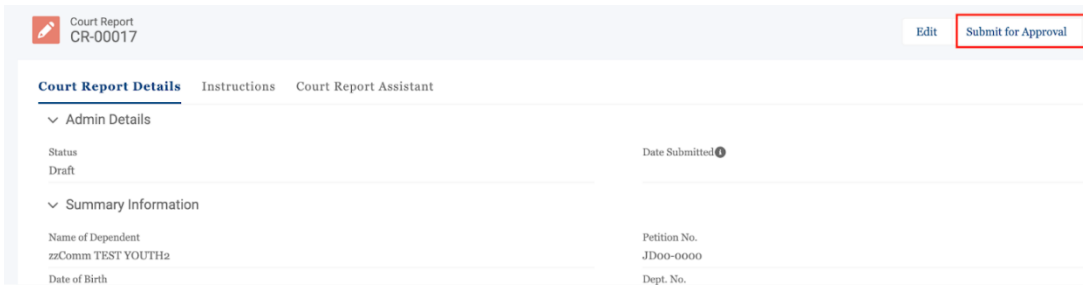 Court Report
CR-00017
Edit
Submit for Approval
Court Report Details
Instructions
Court Report Assistant
Admin Details
Status
Date Submitted
Draft
Summary Information
Name of Dependent
Petition No.
zzComm TEST YOUTH2
JD00-0000
Date of Birth
Dept. No.